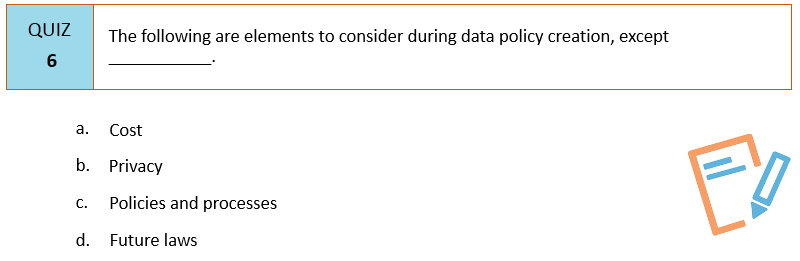 QUIZ
6
The following are elements to consider during data policy creation, except
____________.
a. Cost
b. Privacy
c. Policies and processes
d. Future laws